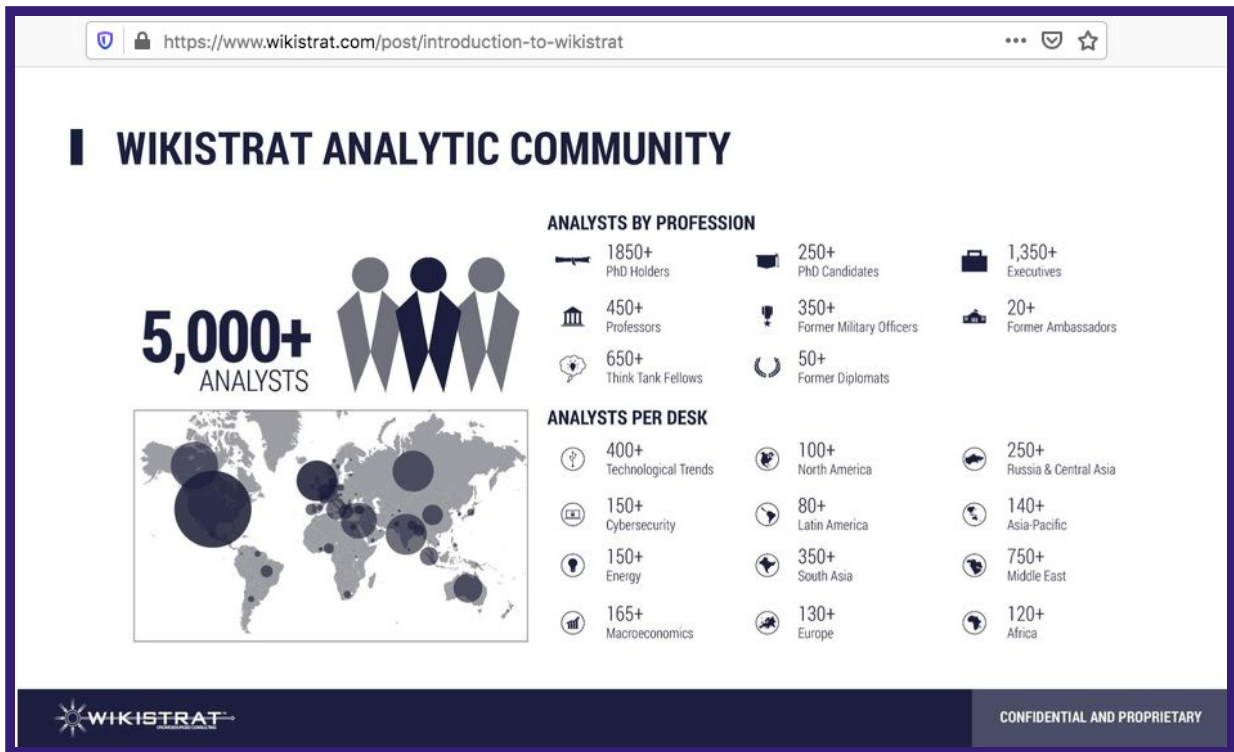 https://www.wikistrat.com/post/introduction-to-wikistrat
WIKISTRAT ANALYTIC COMMUNITY
5,000+
ANALYSTS
ANALYSTS BY PROFESSION
1850+
PhD Holders
250+
PhD Candidates
1,350+
Executives
450+
Professors
350+
Former Military Officers
20+
Former Ambassadors
650+
Think Tank Fellows
50+
Former Diplomats
ANALYSTS PER DESK
400+
Technological Trends
100+
North America
250+
Russia & Central Asia
150+
Cybersecurity
80+
Latin America
140+
Asia-Pacific
150+
Energy
350+
South Asia
750+
Middle East
165+
Macroeconomics
130+
Europe
120+
Africa
WIKISTRAT
CROWDSOURCED CONSULTING
CONFIDENTIAL AND PROPRIETARY